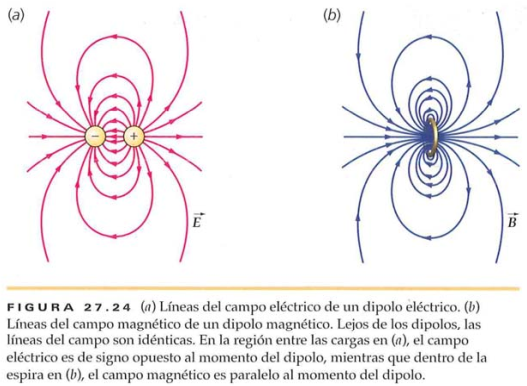 (a)
(b)
−
+
E
B
FIGURA 27.24 (a) Líneas del campo eléctrico de un dipolo eléctrico. (b)
Líneas del campo magnético de un dipolo magnético. Lejos de los dipolos, las
líneas del campo son idénticas. En la región entre las cargas en (a), el campo
eléctrico es de signo opuesto al momento del dipolo, mientras que dentro de la
espira en (b), el campo magnético es paralelo al momento del dipolo.